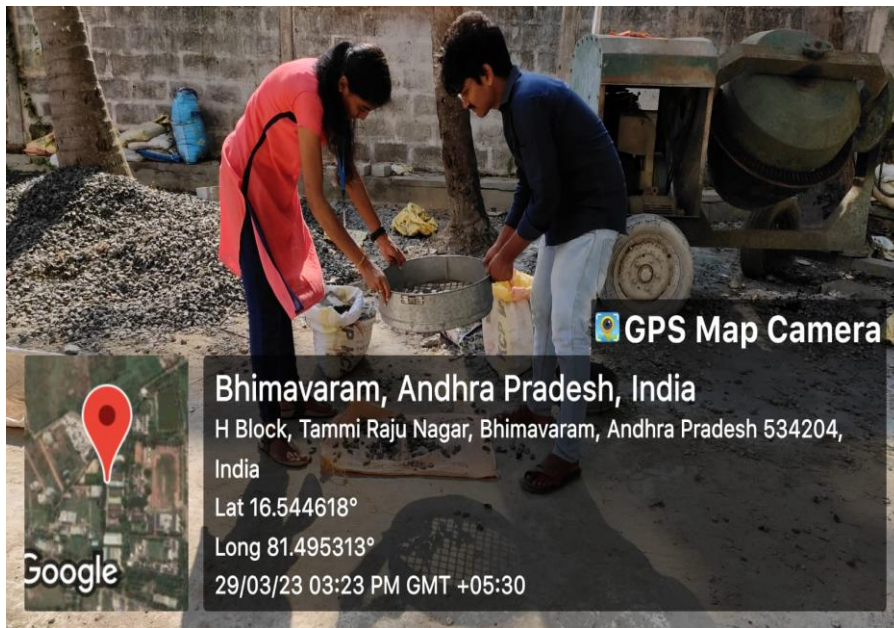 GPS Map Camera
Bhimavaram, Andhra Pradesh, India
H Block, Tammi Raju Nagar, Bhimavaram, Andhra Pradesh 534204,
India
Lat 16.544618°
Long 81.495313°
29/03/23 03:23 PM GMT +05:30
Google